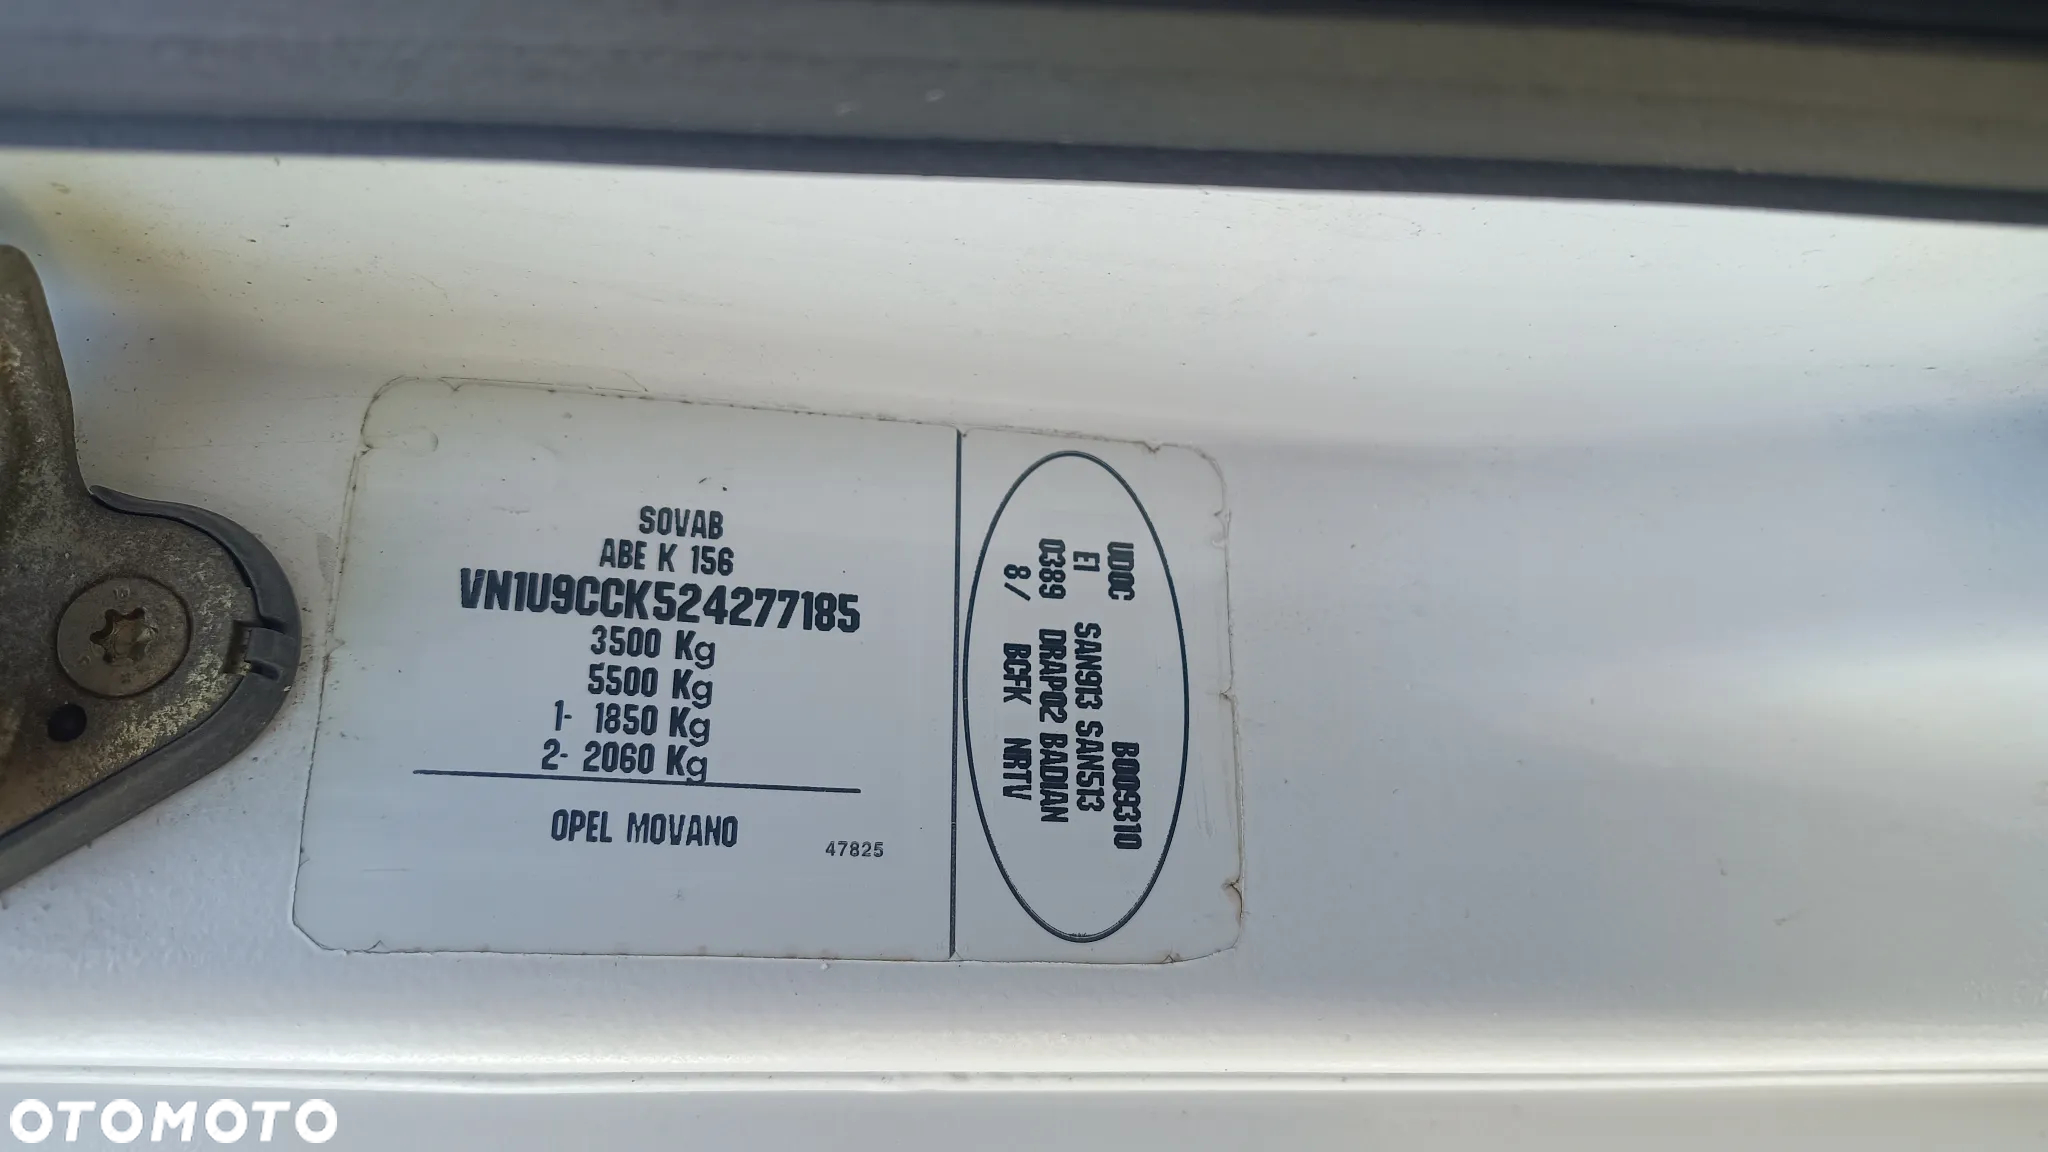 SOVAB
ABE K 156
VN1U9CCK524277185
3500 Kg
5500 Kg
1- 1850 Kg
2- 2060 Kg
OPEL MOVANO
47825
UDOC B009310
E1 SAN913 SAN513
0389 DRAP02 BADIAN
8/ BCFK NRTV
OTOMOTO